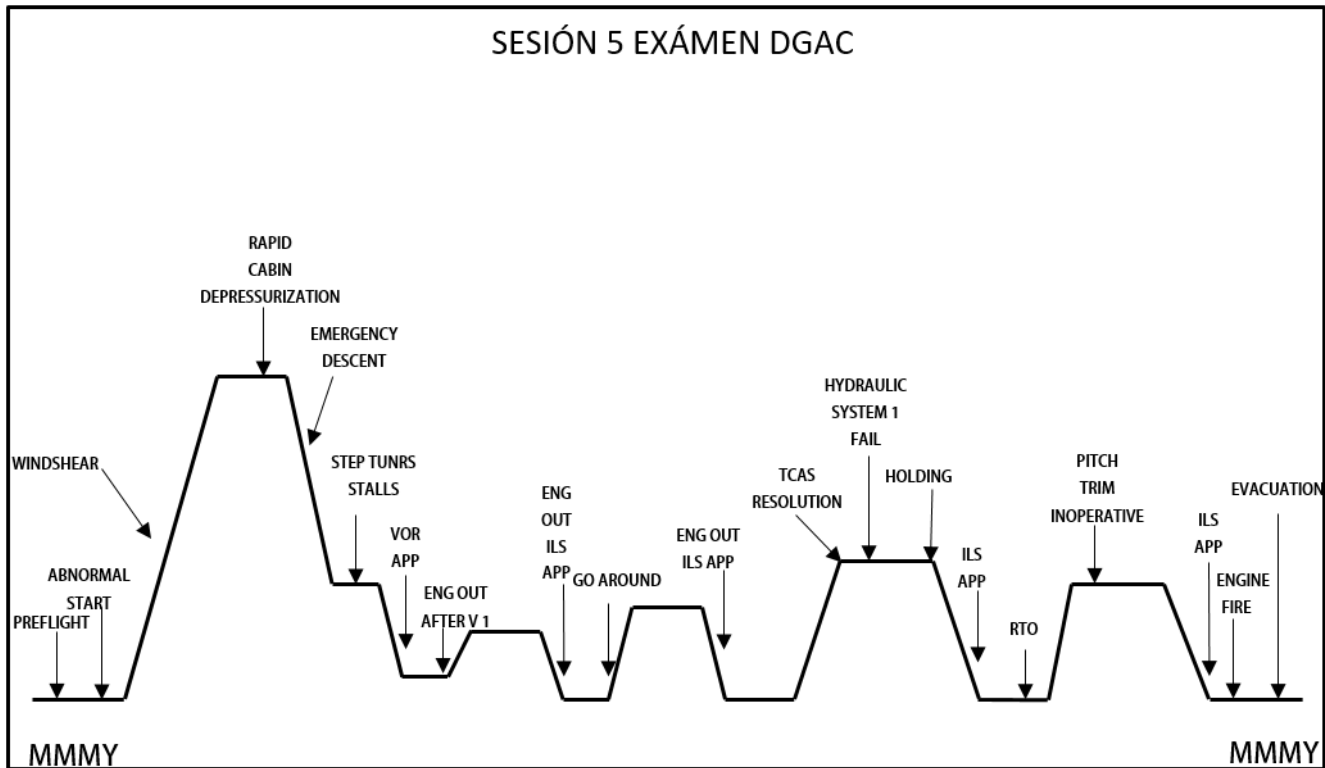 SESIÓN 5 EXÁMEN DGAC
RAPID
CABIN
DEPRESSURIZATION
EMERGENCY
DESCENT
WINDSHEAR
ABNORMAL
START
PREFLIGHT
STEP TUNRS
STALLS
VOR
APP
ENG OUT
AFTER V 1
ENG
OUT
ILS
APP
GO AROUND
ENG OUT
ILS APP
TCAS
RESOLUTION
HYDRAULIC
SYSTEM 1
FAIL
HOLDING
ILS
APP
RTO
PITCH
TRIM
INOPERATIVE
ILS
APP
ENGINE
FIRE
EVACUATION
MMMY
MMMY